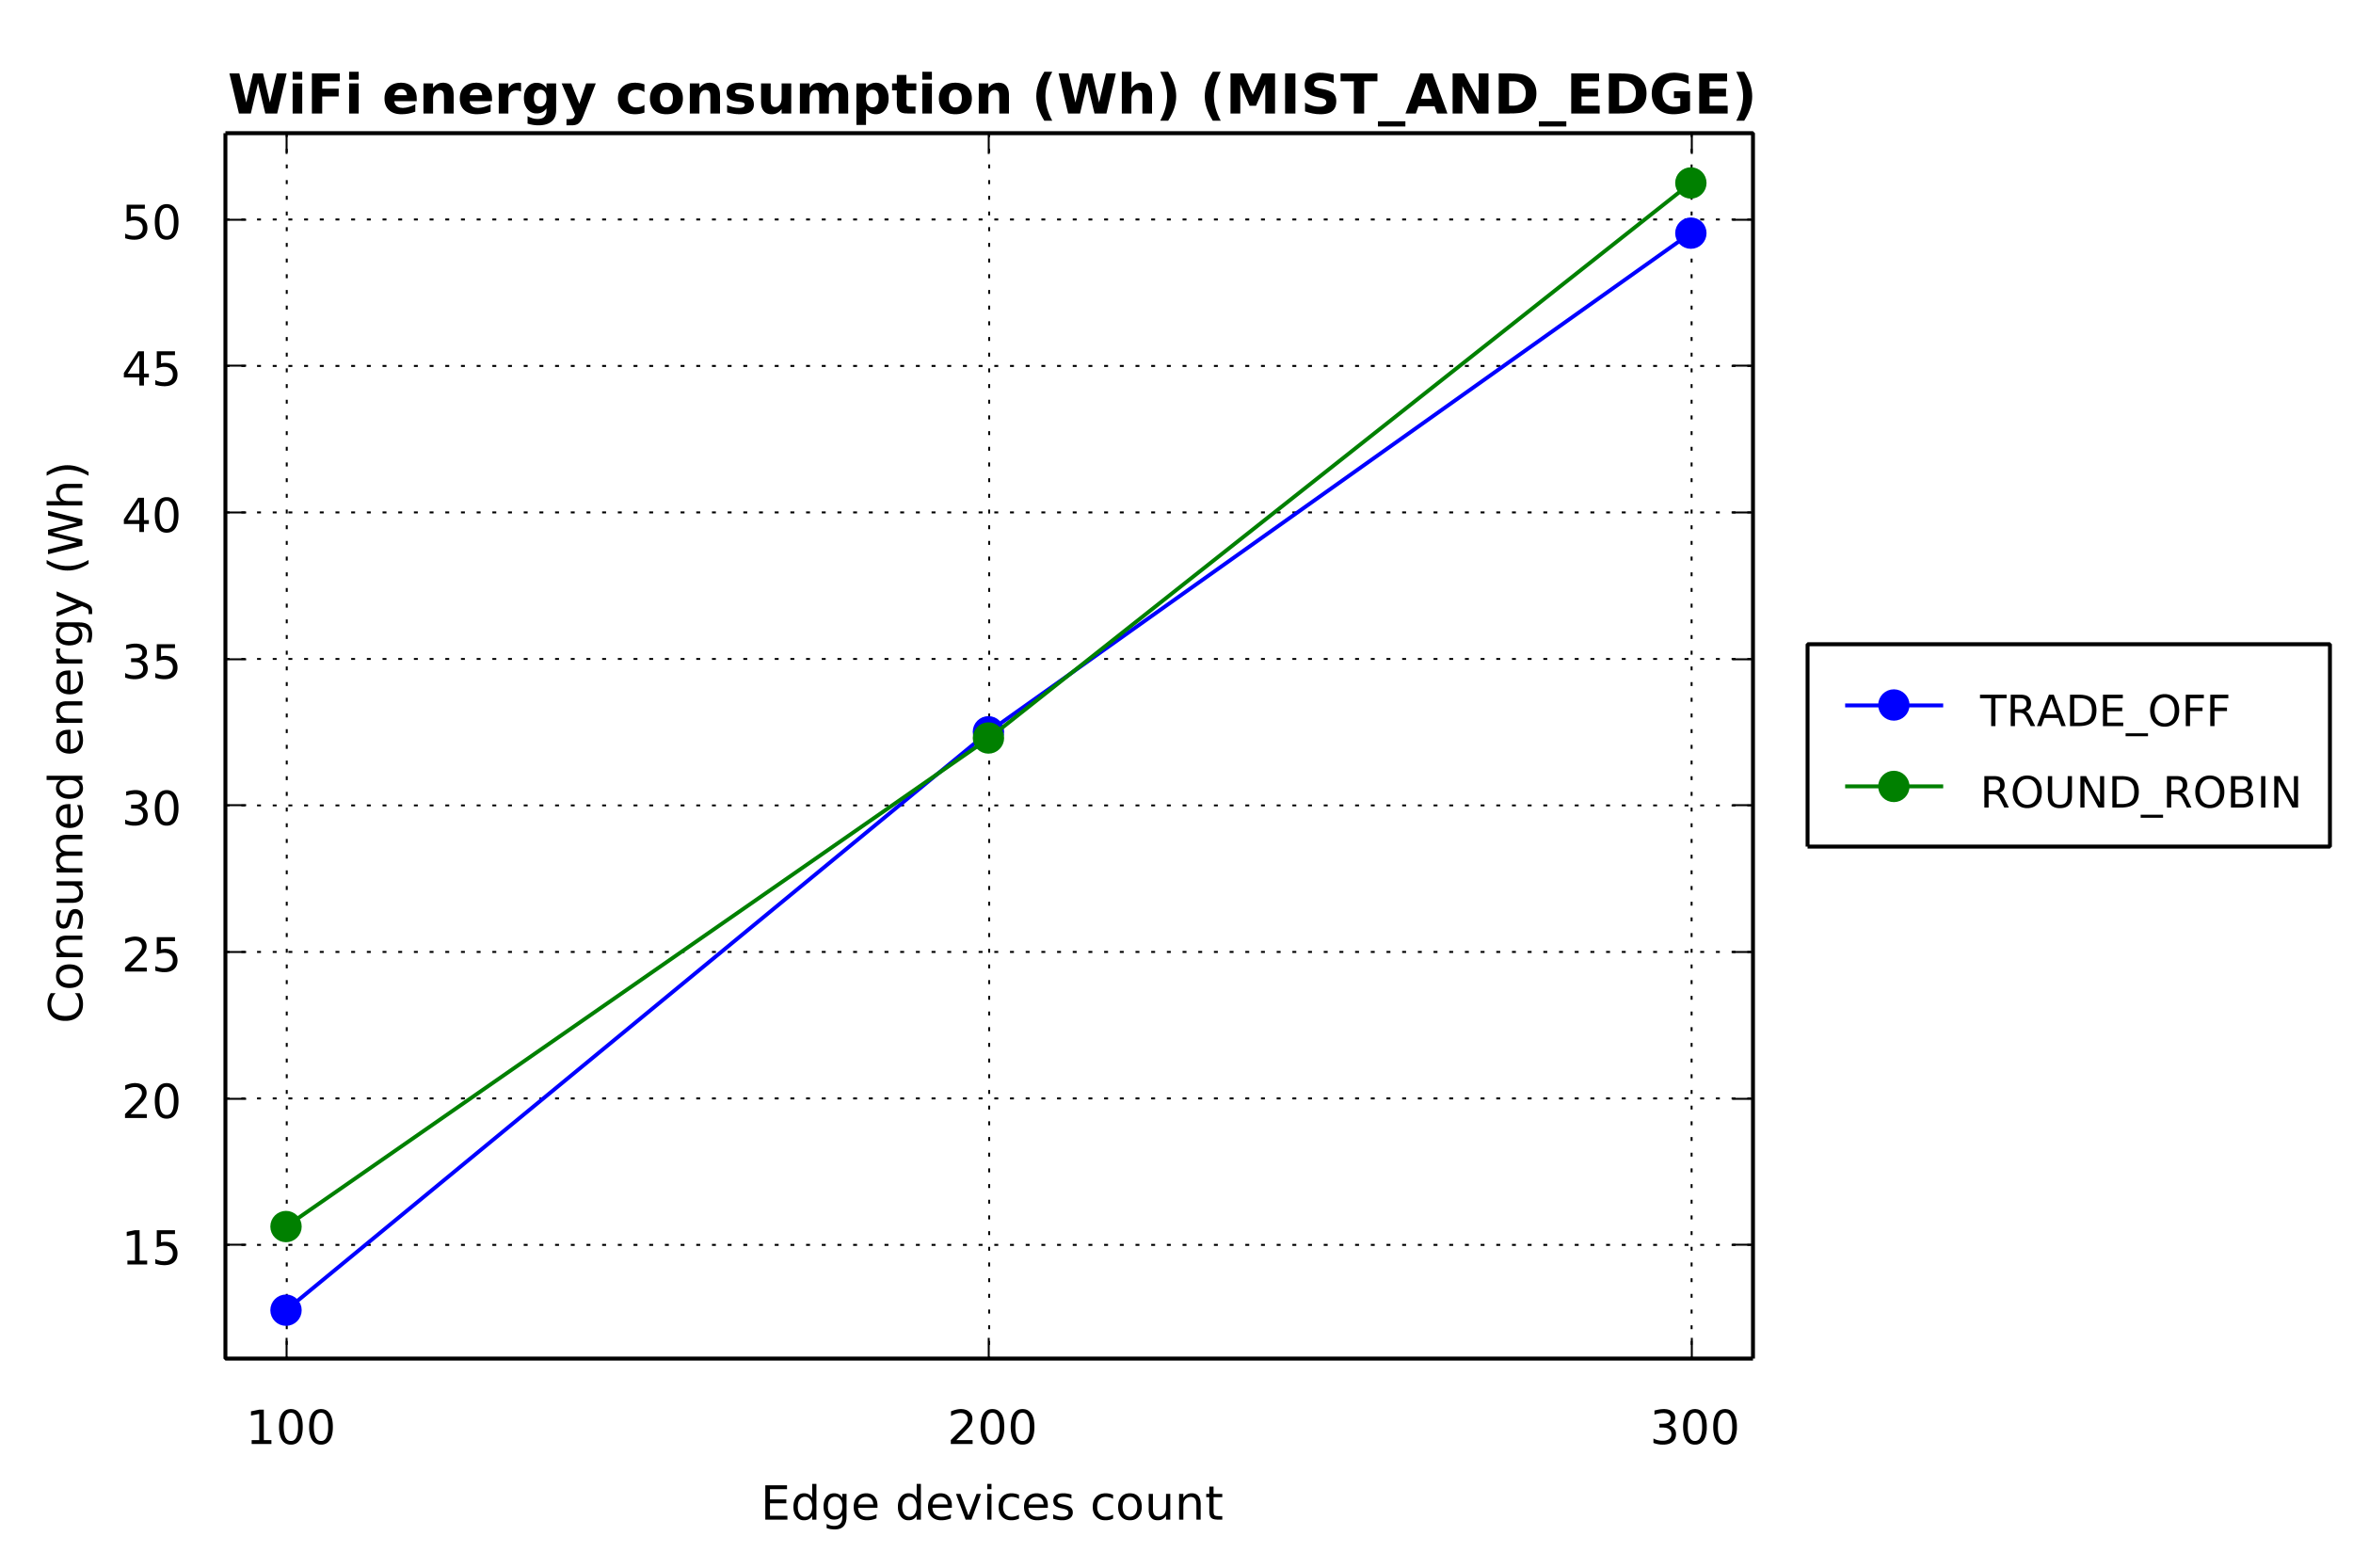 WiFi energy consumption (Wh) (MIST_AND_EDGE)
50
45
40
35
30
25
20
15
Consumed energy (Wh)
100 200 300
Edge devices count
TRADE_OFF
ROUND_ROBIN